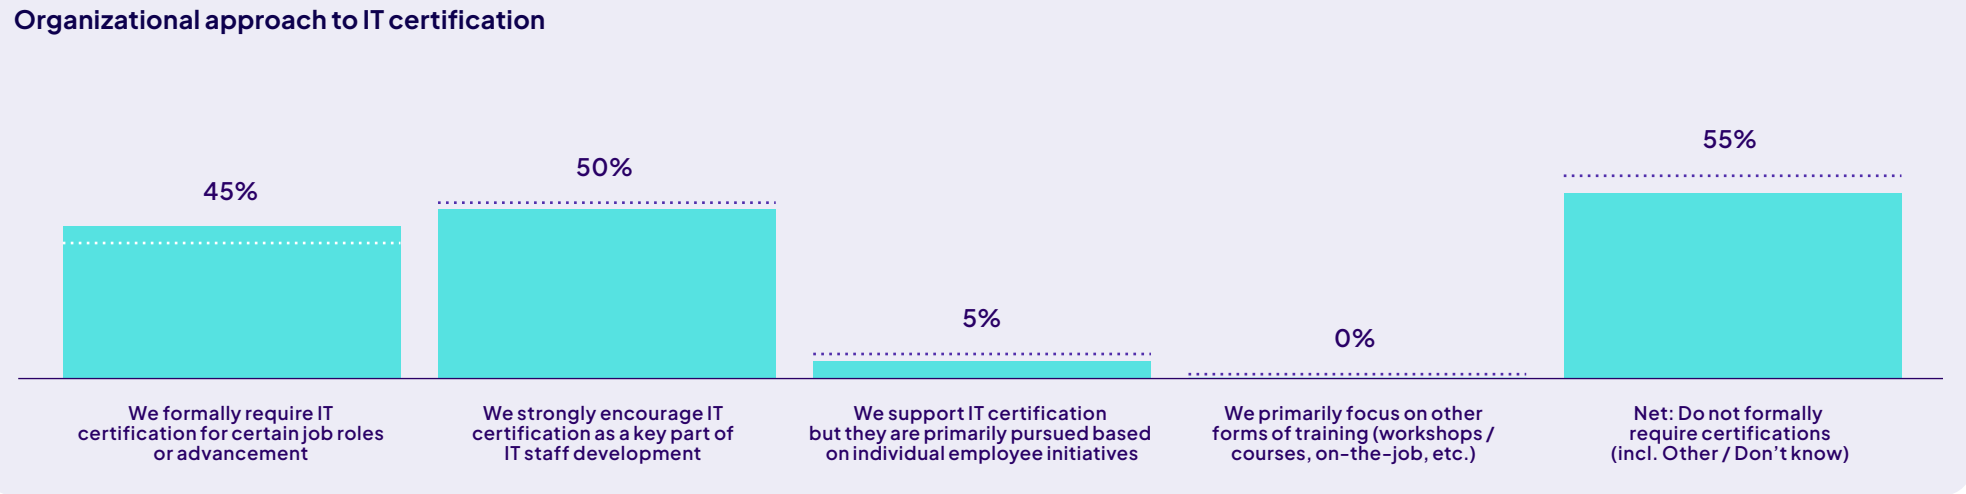 Organizational approach to IT certification
45%
50%
5%
0%
55%
We formally require IT
certification for certain job roles
or advancement
We strongly encourage IT
certification as a key part of
IT staff development
We support IT certification
but they are primarily pursued based
on individual employee initiatives
We primarily focus on other
forms of training (workshops /
courses, on-the-job, etc.)
Net: Do not formally
require certifications
(incl. Other / Don’t know)